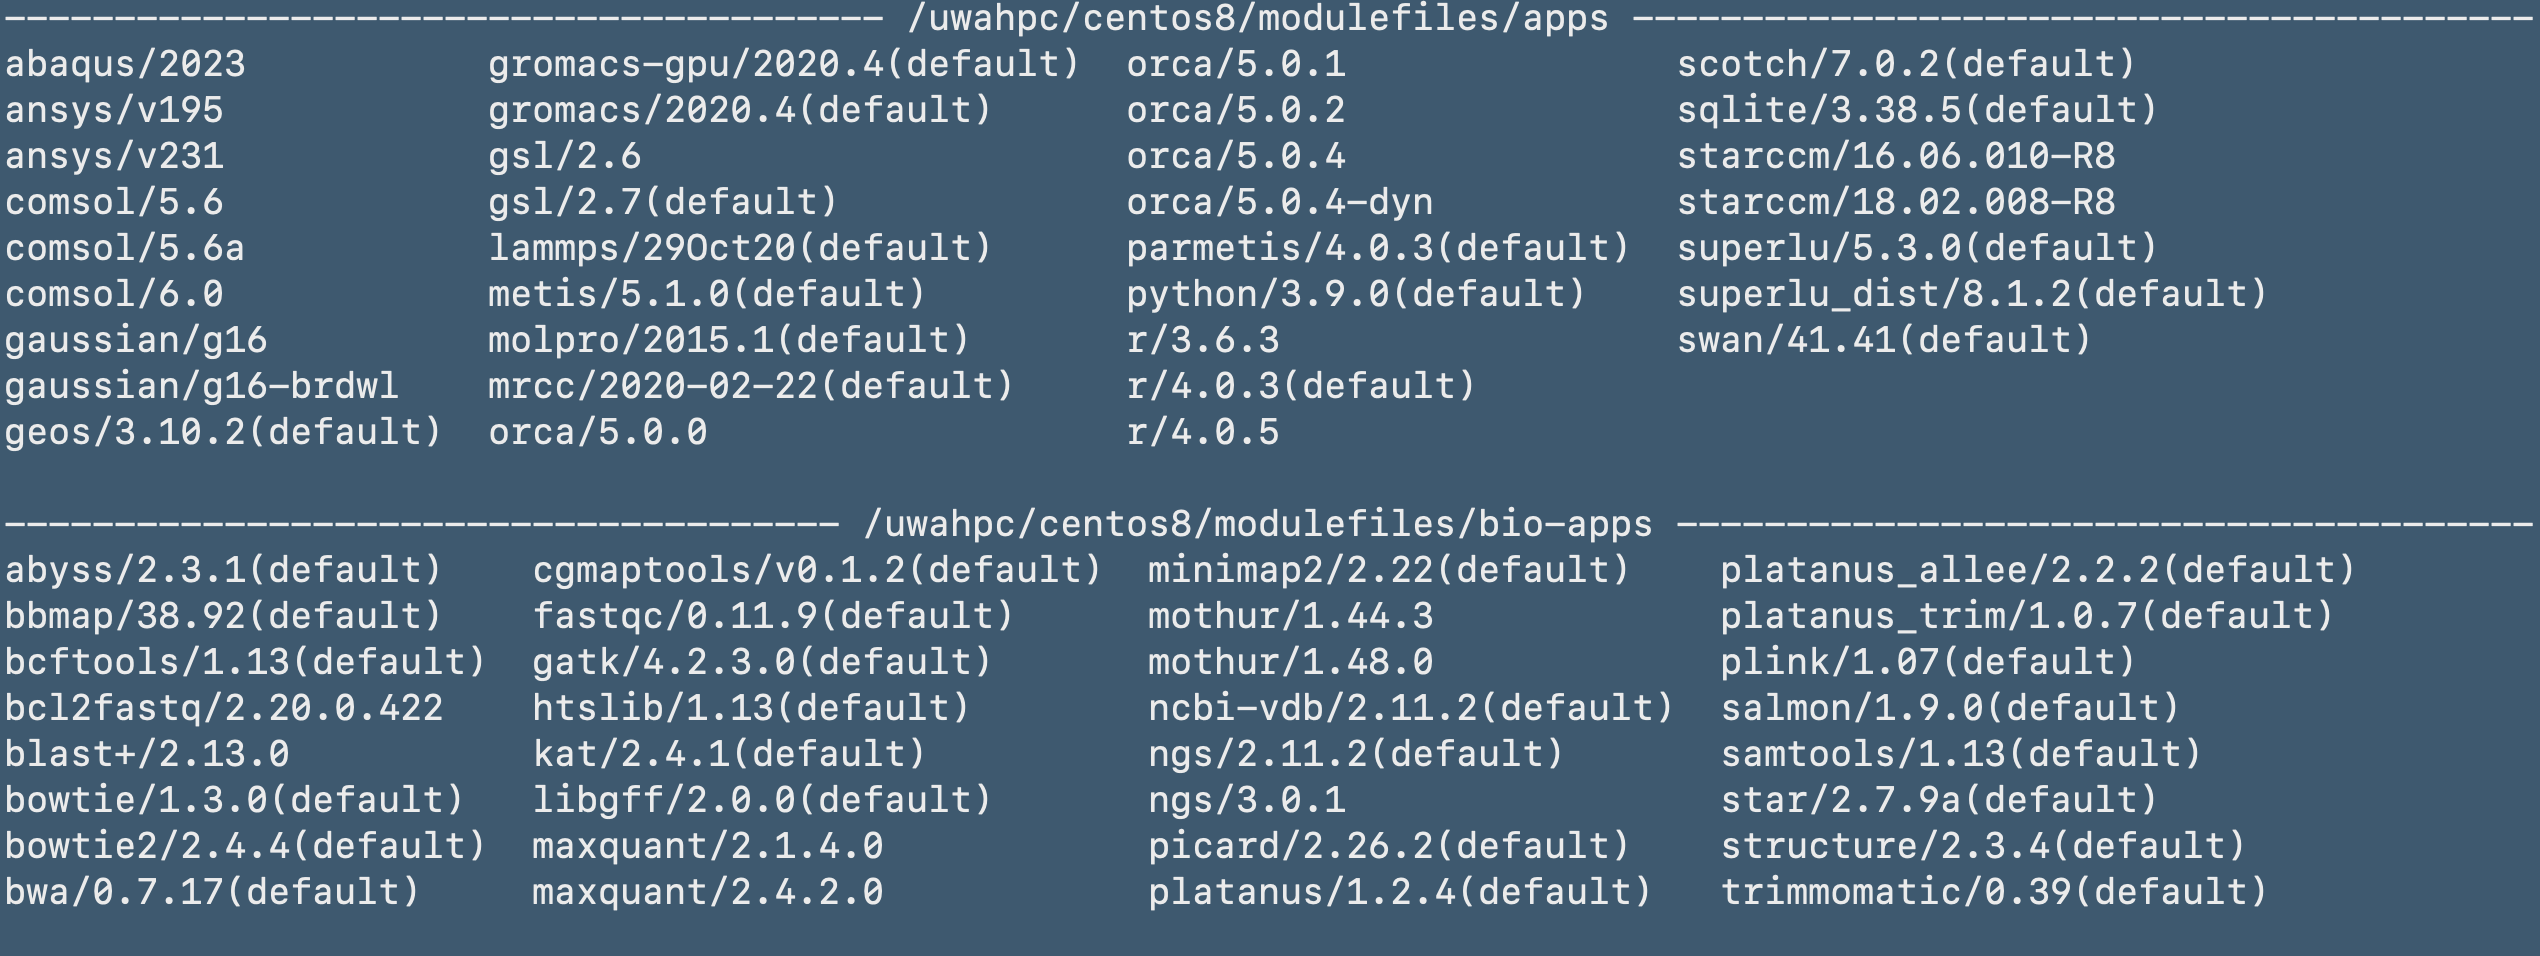 ---------------------------------------- /uwahpc/centos8/modulefiles/apps -----------------------------------------
abaqus/2023           gromacs-gpu/2020.4(default)  orca/5.0.1               scotch/7.0.2(default)
ansys/v195            gromacs/2020.4(default)      orca/5.0.2               sqlite/3.38.5(default)
ansys/v231            gsl/2.6                      orca/5.0.4               starccm/16.06.010-R8
comsol/5.6            gsl/2.7(default)             orca/5.0.4-dyn           starccm/18.02.008-R8
comsol/5.6a           lammps/29Oct20(default)      parmetis/4.0.3(default)  superlu/5.3.0(default)
comsol/6.0            metis/5.1.0(default)         python/3.9.0(default)    superlu_dist/8.1.2(default)
gaussian/g16          molpro/2015.1(default)       r/3.6.3                  swan/41.41(default)
gaussian/g16-brdwl    mrcc/2020-02-22(default)     r/4.0.3(default)
geos/3.10.2(default)  orca/5.0.0                   r/4.0.5
-------------------------------------- /uwahpc/centos8/modulefiles/bio-apps ---------------------------------------
abyss/2.3.1(default)    cgmaptools/v0.1.2(default)  minimap2/2.22(default)    platanus_allee/2.2.2(default)
bbmap/38.92(default)    fastqc/0.11.9(default)      mothur/1.44.3             platanus_trim/1.0.7(default)
bcftools/1.13(default)  gatk/4.2.3.0(default)       mothur/1.48.0             plink/1.07(default)
bcl2fastq/2.20.0.422    htslib/1.13(default)        ncbi-vdb/2.11.2(default)  salmon/1.9.0(default)
blast+/2.13.0           kat/2.4.1(default)          ngs/2.11.2(default)       samtools/1.13(default)
bowtie/1.3.0(default)   libgff/2.0.0(default)       ngs/3.0.1                 star/2.7.9a(default)
bowtie2/2.4.4(default)  maxquant/2.1.4.0            picard/2.26.2(default)    structure/2.3.4(default)
bwa/0.7.17(default)     maxquant/2.4.2.0            platanus/1.2.4(default)   trimmomatic/0.39(default)